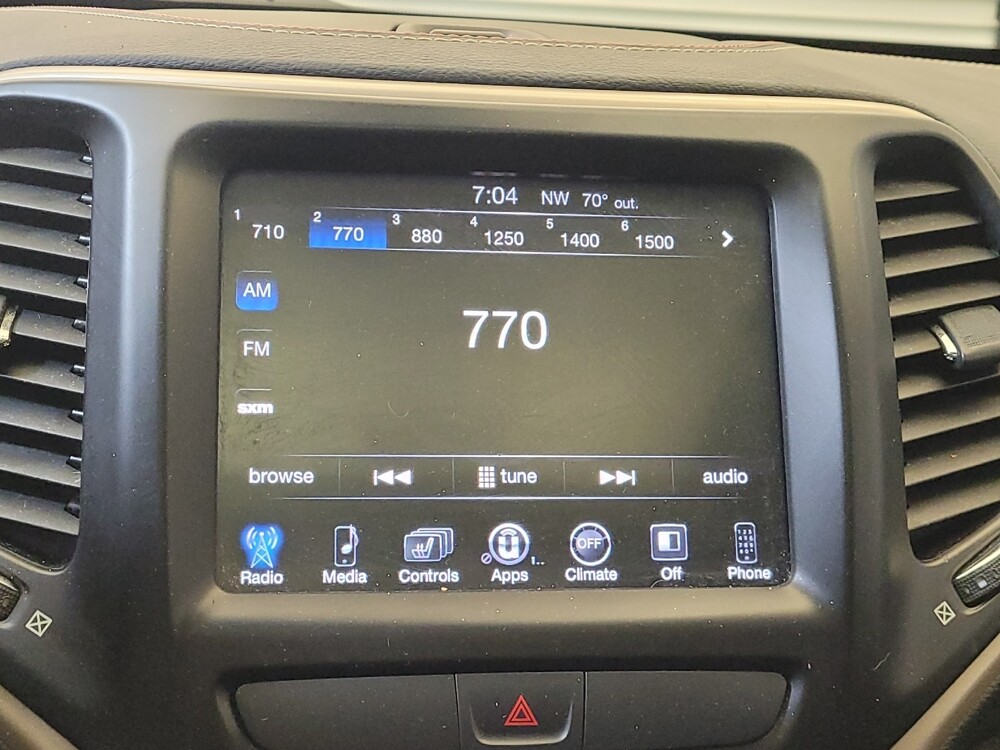 7:04 NW 70° out.
1 710 2 770 3 880 4 1250 5 1400 6 1500
AM
770
FM
sxm
browse tune audio
OFF
Radio Media Controls Apps Climate Off Phone